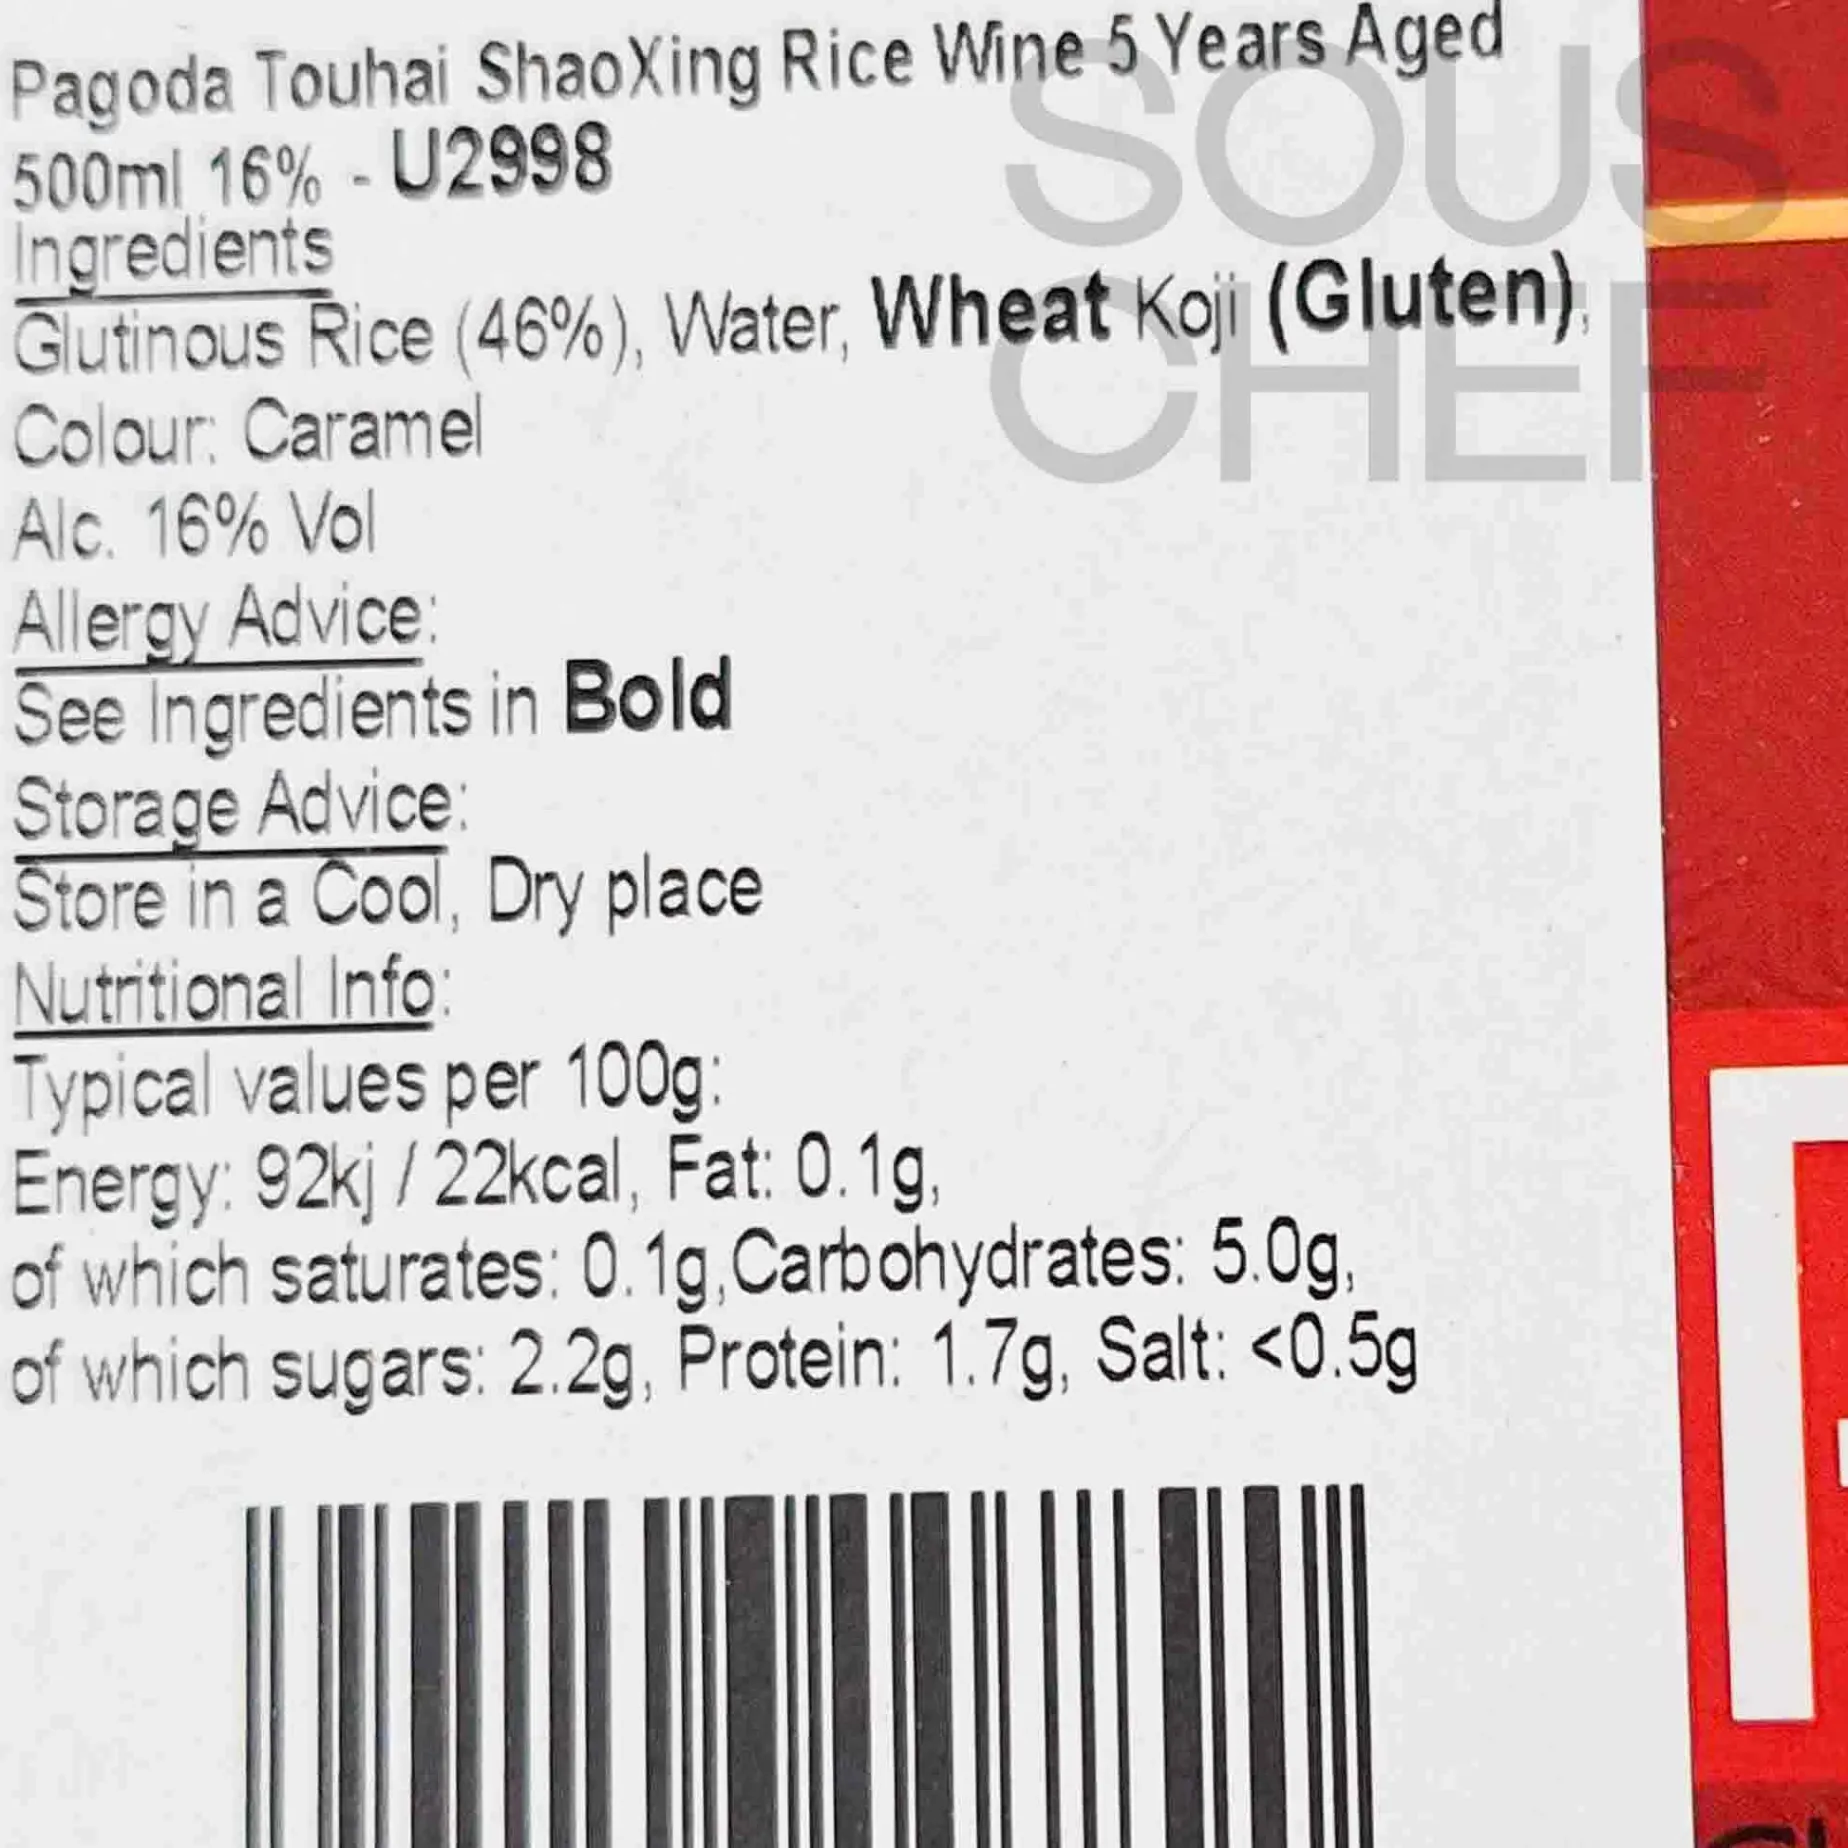 Pagoda Touhai ShaoXing Rice Wine 5 Years Aged
500ml 16% - U2998
Ingredients
Glutinous Rice (46%), Water, Wheat Koji (Gluten),
Colour: Caramel
Alc. 16% Vol
Allergy Advice:
See Ingredients in Bold
Storage Advice:
Store in a Cool, Dry place
Nutritional Info:
Typical values per 100g:
Energy: 92kj / 22kcal, Fat: 0.1g,
of which saturates: 0.1g,Carbohydrates: 5.0g,
of which sugars: 2.2g, Protein: 1.7g, Salt: <0.5g
SOUS
CHEF